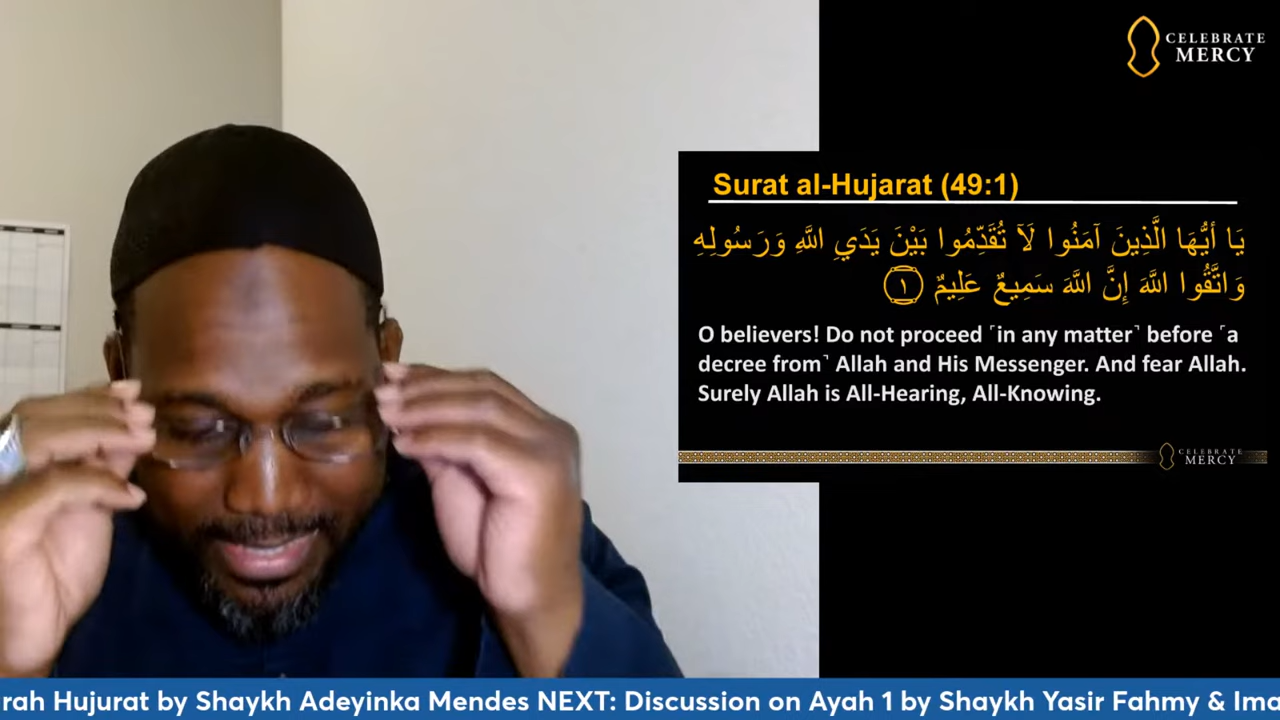 CELEBRATE
MERCY
Surat al-Hujarat (49:1)
يَا أَيُّهَا الَّذِينَ آمَنُوا لَا تُقَدِّمُوا بَيْنَ يَدَيِ اللَّهِ وَرَسُولِهِ
وَاتَّقُوا اللَّهَ إِنَّ اللَّهَ سَمِيعٌ عَلِيمٌ ۝١
O believers! Do not proceed ˹in any matter˺ before ˹a
decree from˺ Allah and His Messenger. And fear Allah.
Surely Allah is All-Hearing, All-Knowing.
CELEBRATE
MERCY
rah Hujurat by Shaykh Adeyinka Mendes NEXT: Discussion on Ayah 1 by Shaykh Yasir Fahmy & Ima